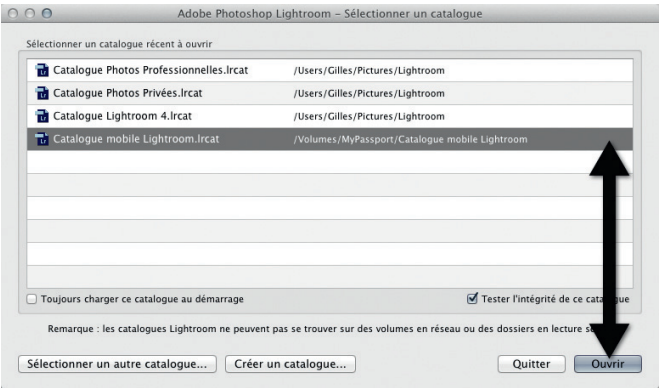 Adobe Photoshop Lightroom – Sélectionner un catalogue
Sélectionner un catalogue récent à ouvrir
Catalogue Photos Professionnelles.lrcat /Users/Gilles/Pictures/Lightroom
Catalogue Photos Privées.lrcat /Users/Gilles/Pictures/Lightroom
Catalogue Lightroom 4.lrcat /Users/Gilles/Pictures/Lightroom
Catalogue mobile Lightroom.lrcat /Volumes/MyPassport/Catalogue mobile Lightroom
Toujours charger ce catalogue au démarrage Tester l'intégrité de ce catalogue
Remarque : les catalogues Lightroom ne peuvent pas se trouver sur des volumes en réseau ou des dossiers en lecture
Sélectionner un autre catalogue... Créer un catalogue... Quitter Ouvrir